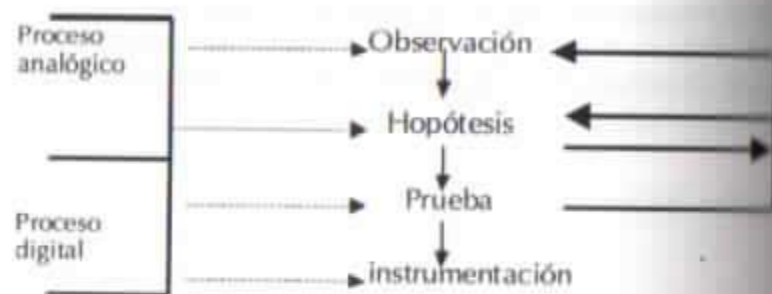 Proceso
analógico
Observación
Hopótesis
Prueba
Proceso
digital
instrumentación